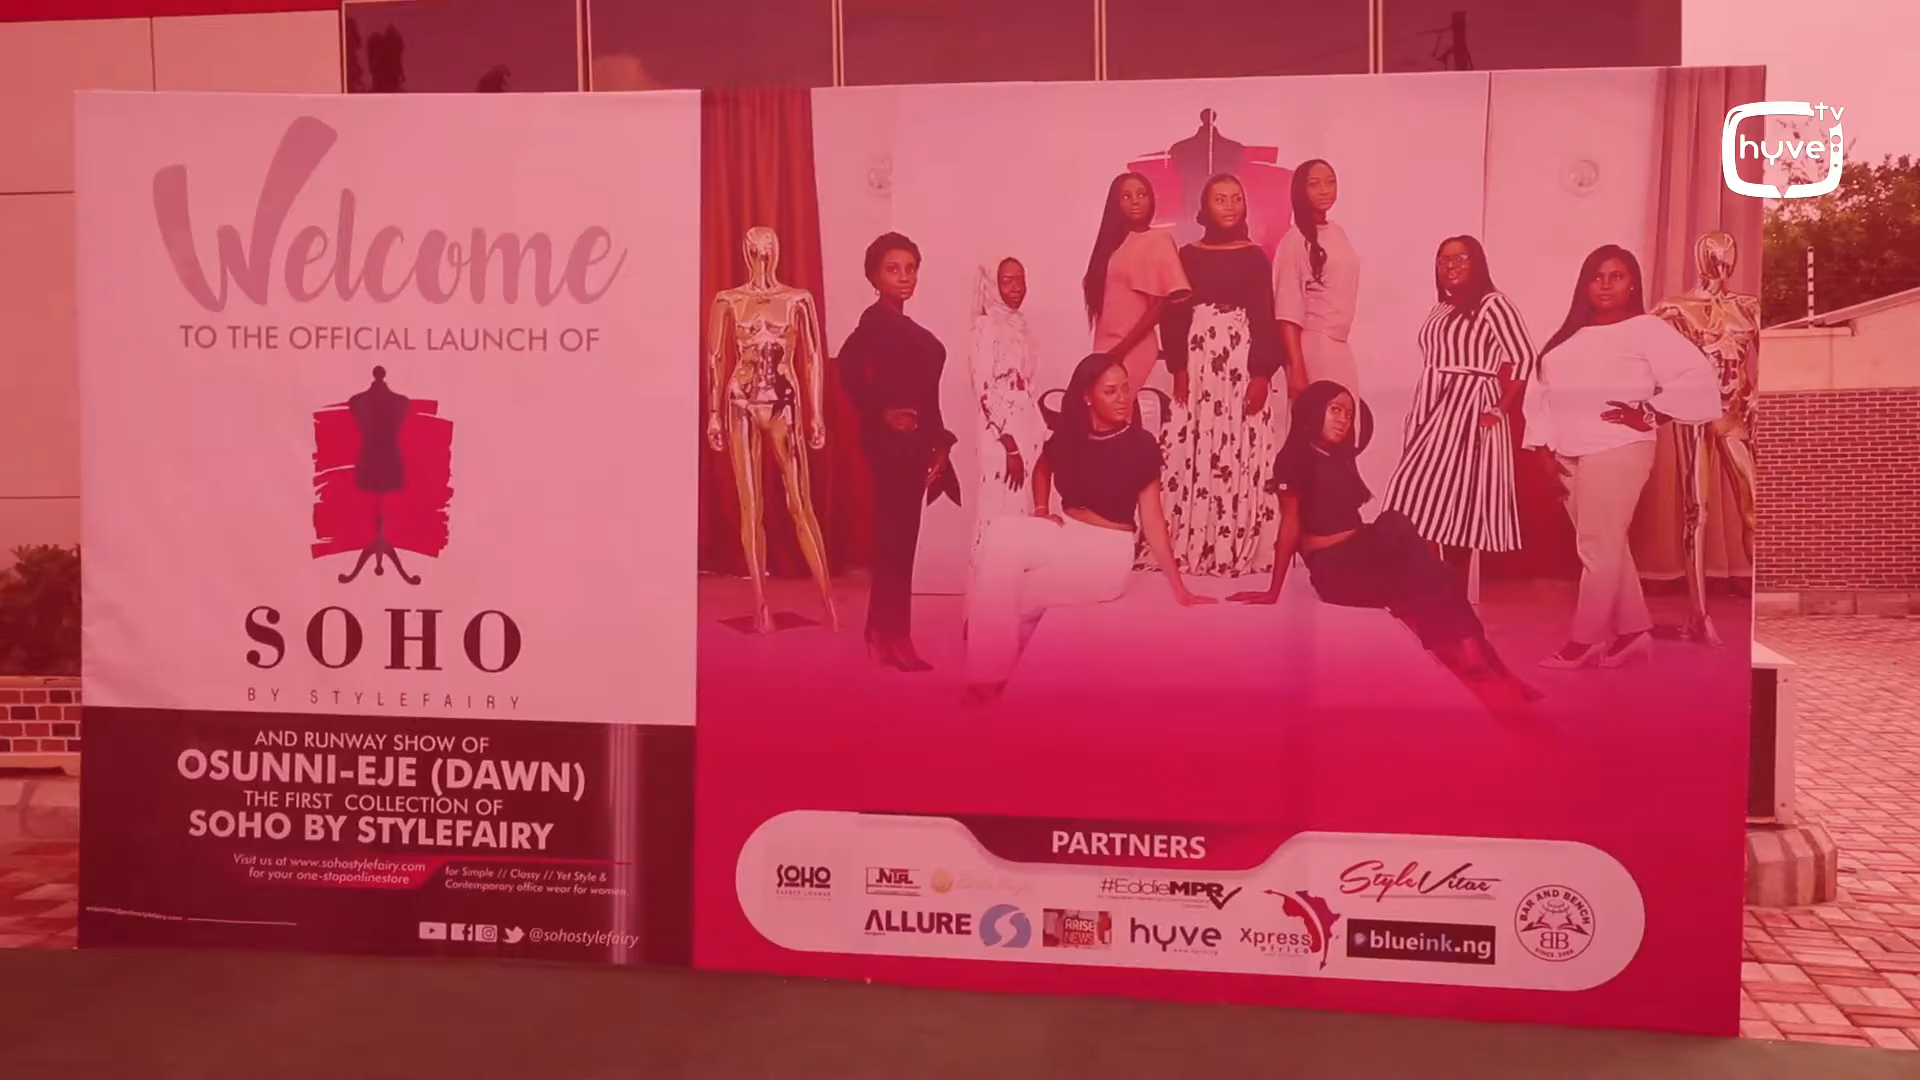 tv
hyve
Welcome
TO THE OFFICIAL LAUNCH OF
SOHO
BY STYLEFAIRY
AND RUNWAY SHOW OF
OSUNNI-EJE (DAWN)
THE FIRST COLLECTION OF
SOHO BY STYLEFAIRY
Visit us at www.sohostylefairy.com
for your one-stoponlinestore
for Simple // Classy // Yet Style &
Contemporary office wear for women
@sohostylefairy
PARTNERS
SOHO
#EddieMPR
StyleVitae
ALLURE
ARISE
NEWS
hyve
Xpress
africa
blueink.ng
BAR AND BENCH
BB